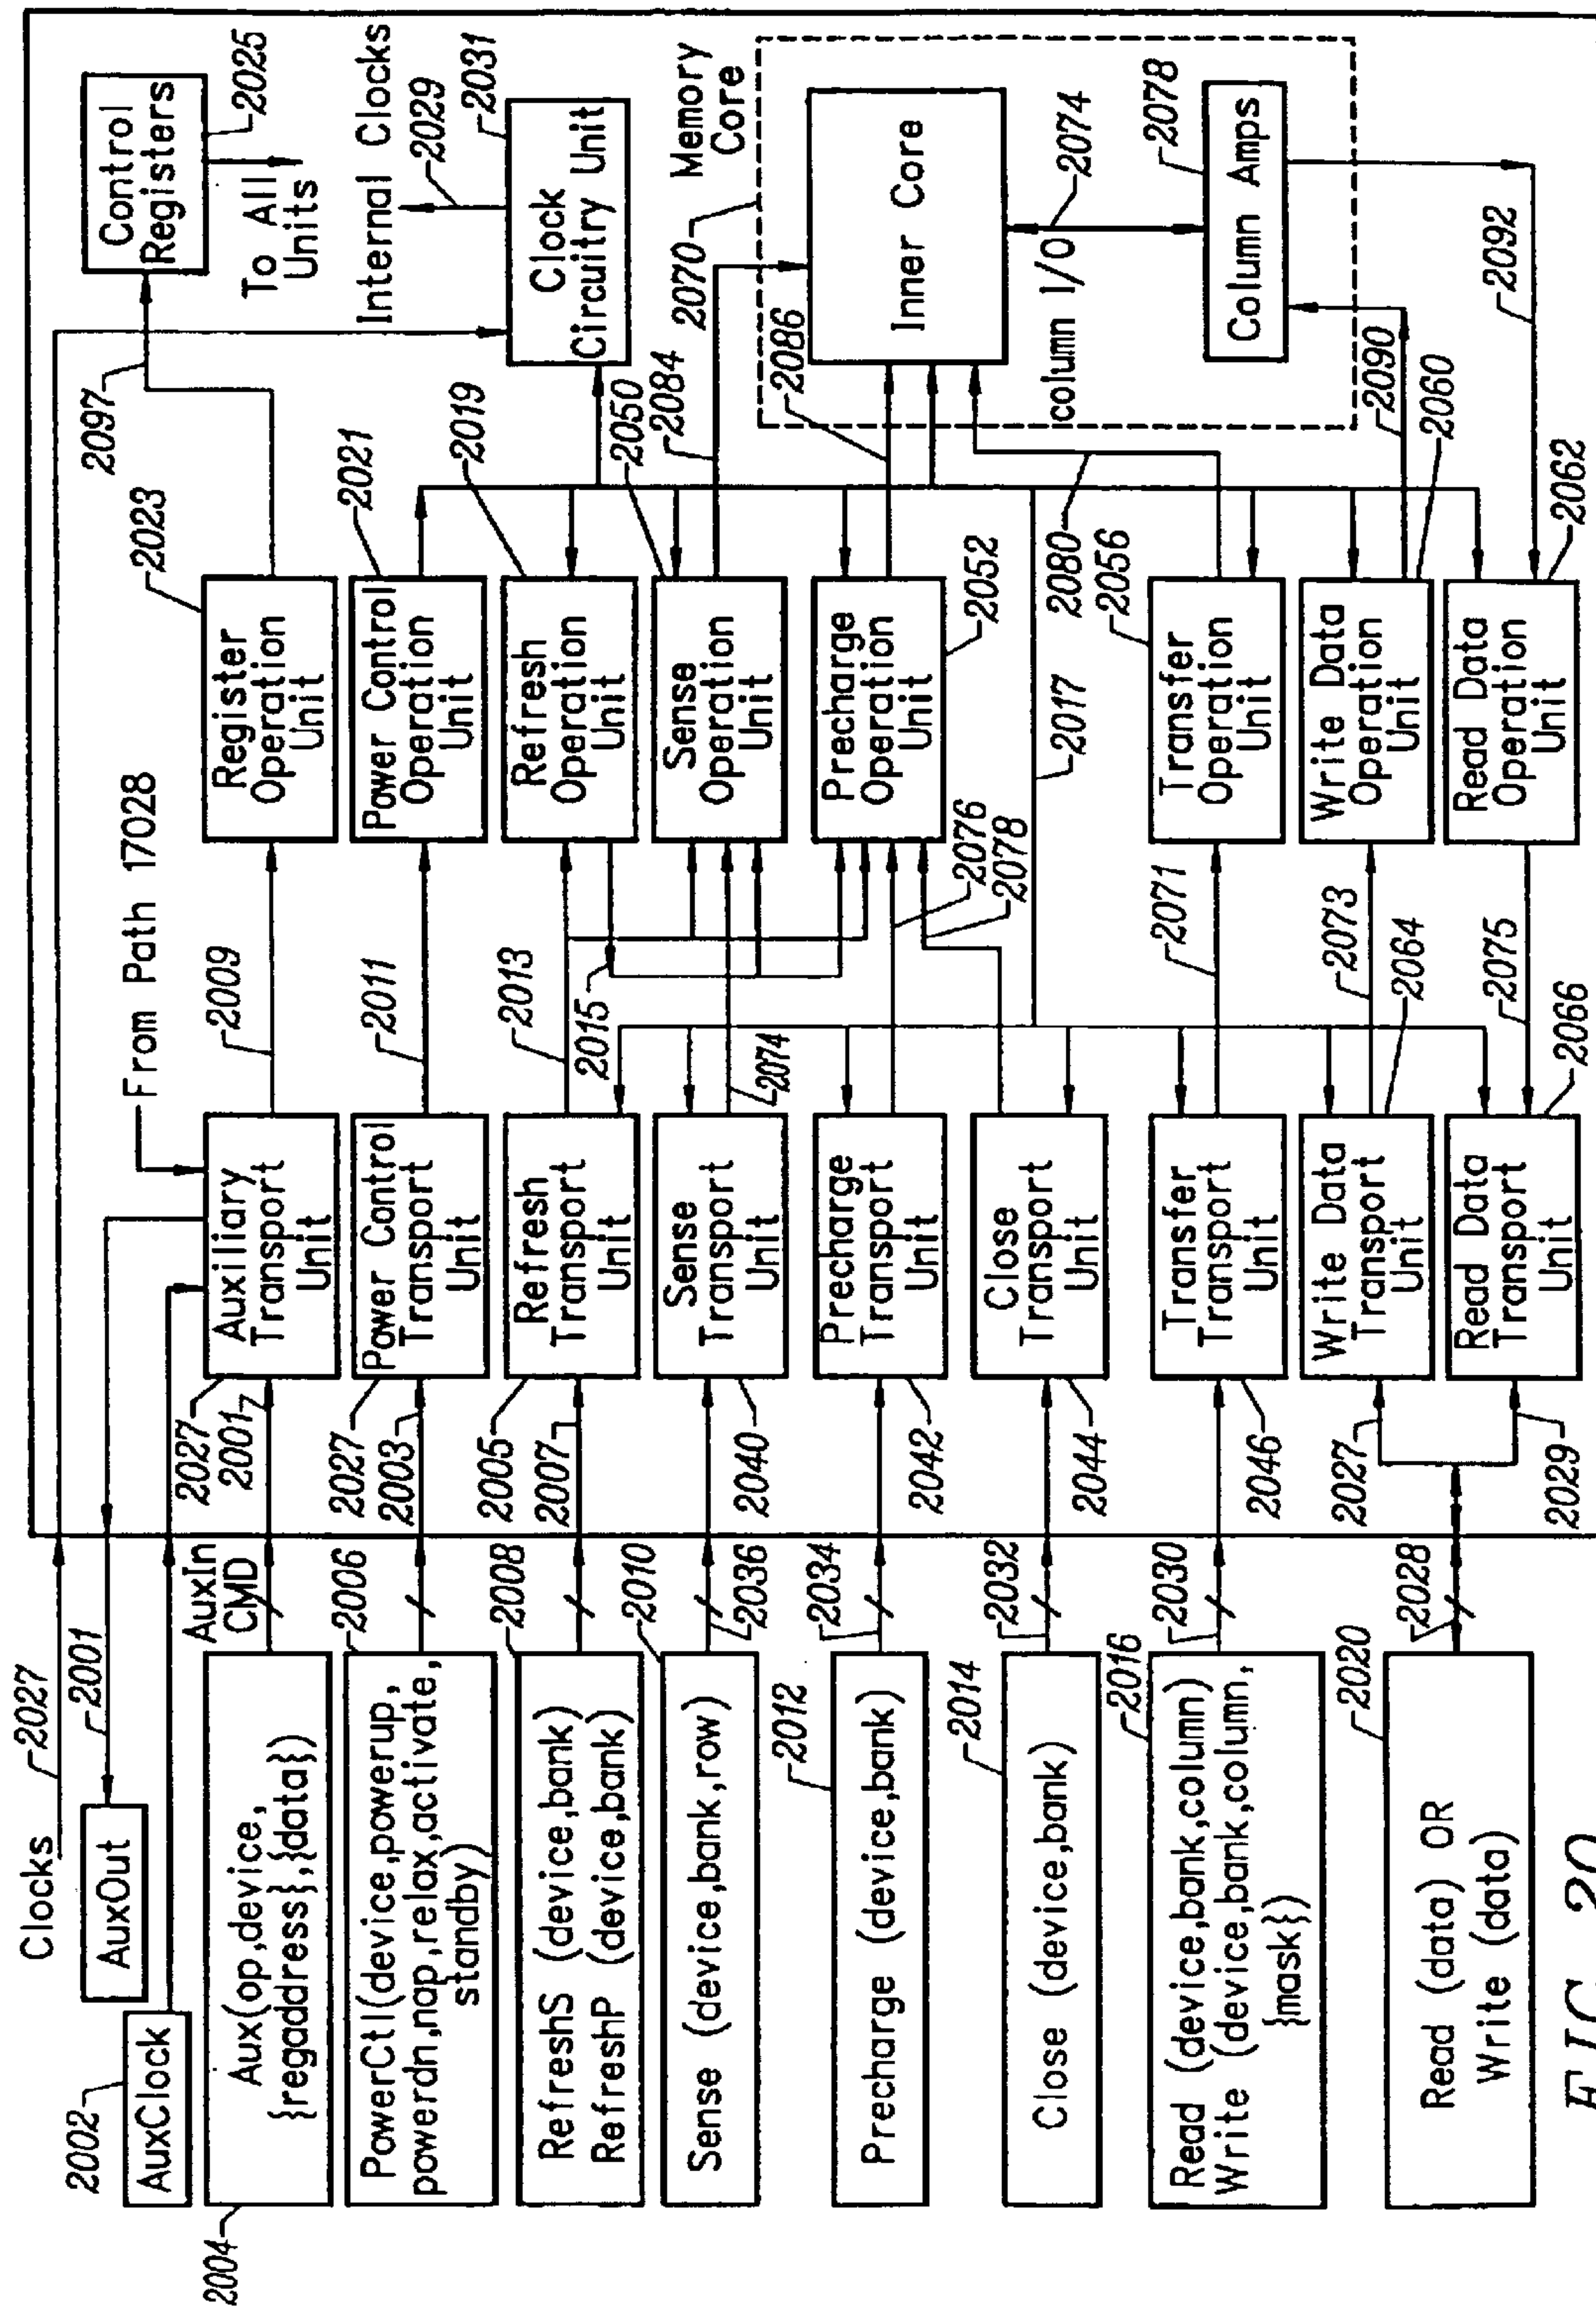 Clocks
2027
2001
AuxOut
2002
AuxClock
2004
Aux(op,device,
{regaddress},{data})
AuxIn
CMD
2006
PowerCtl(device,powerup,
powerdn,nap,relax,activate,
standby)
2008
RefreshS (device,bank)
RefreshP (device,bank)
2010
Sense (device,bank,row)
2036
2012
Precharge (device,bank)
2034
2014
Close (device,bank)
2032
2016
Read (device,bank,column)
Write (device,bank,column,
{mask})
2030
2020
Read (data) OR
Write (data)
2028
From Path 17028
2027
2001
Auxiliary
Transport
Unit
2009
2027
2003
Power Control
Transport
Unit
2011
2005
2007
Refresh
Transport
Unit
2013
2015
2040
Sense
Transport
Unit
2074
2042
Precharge
Transport
Unit
2076
2078
2044
Close
Transport
Unit
2017
2046
Transfer
Transport
Unit
2071
2027
Write Data
Transport
Unit
2073
2064
2029
Read Data
Transport
Unit
2075
2066
2023
Register
Operation
Unit
2097
2021
Power Control
Operation
Unit
2019
Refresh
Operation
Unit
2050
2084
Sense
Operation
Unit
2052
Precharge
Operation
Unit
2086
2080
2056
Transfer
Operation
Unit
2090
2060
Write Data
Operation
Unit
2062
Read Data
Operation
Unit
2092
Control
Registers
2025
To All
Units
Internal Clocks
2029
2031
Clock
Circuitry Unit
2070
Memory
Core
Inner Core
column I/O
2074
2078
Column Amps
FIG. 20